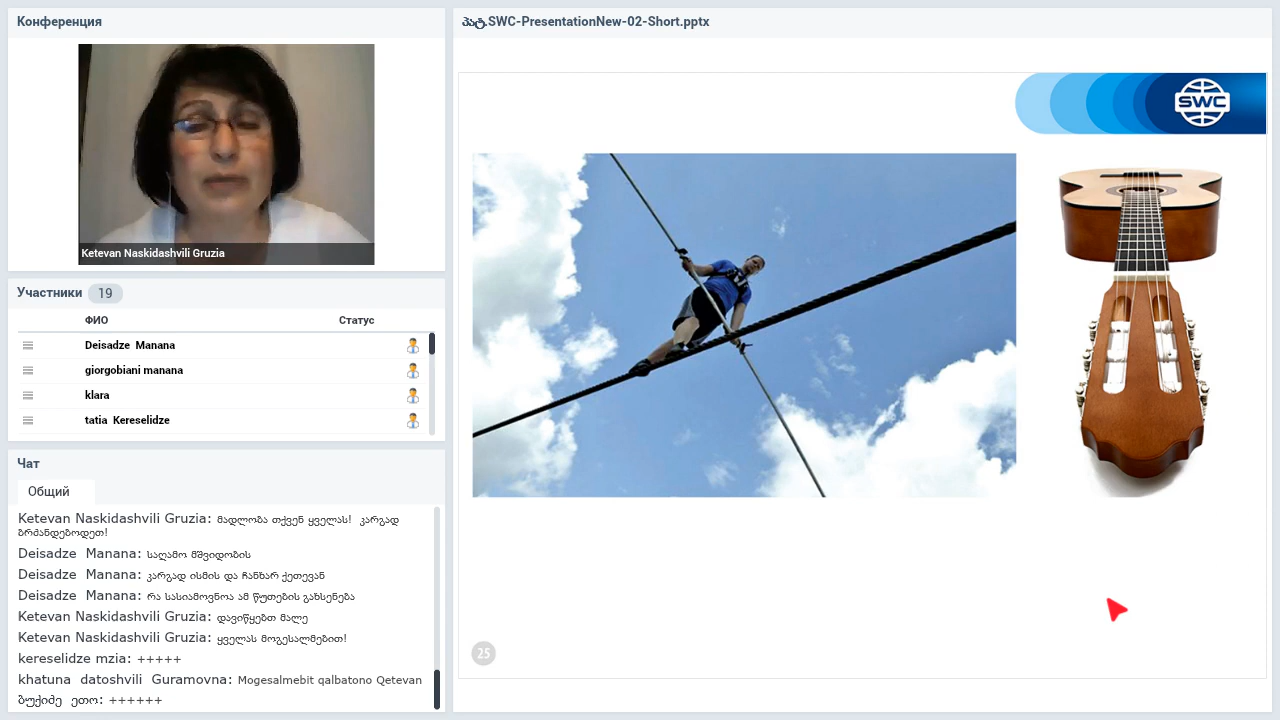 Конференция
Ketevan Naskidashvili Gruzia
Участники 19
ФИО Статус
Deisadze Manana
giorgobiani manana
klara
tatia Kereselidze
Чат
Общий
Ketevan Naskidashvili Gruzia: მადლობა თქვენ ყველას! კარგად
ბრძანდებოდეთ!
Deisadze Manana: საღამო მშვიდობის
Deisadze Manana: კარგად ისმის და ჩანხარ ქეთევან
Deisadze Manana: რა სასიამოვნოა ამ წუთების გახსენება
Ketevan Naskidashvili Gruzia: დავიწყებთ მალე
Ketevan Naskidashvili Gruzia: ყველას მოგესალმებით!
kereselidze mzia: +++++
khatuna datoshvili Guramovna: Mogesalmebit qalbatono Qetevan
ბუქიძე ეთო: ++++++
პატ.SWC-PresentationNew-02-Short.pptx
SWC
25